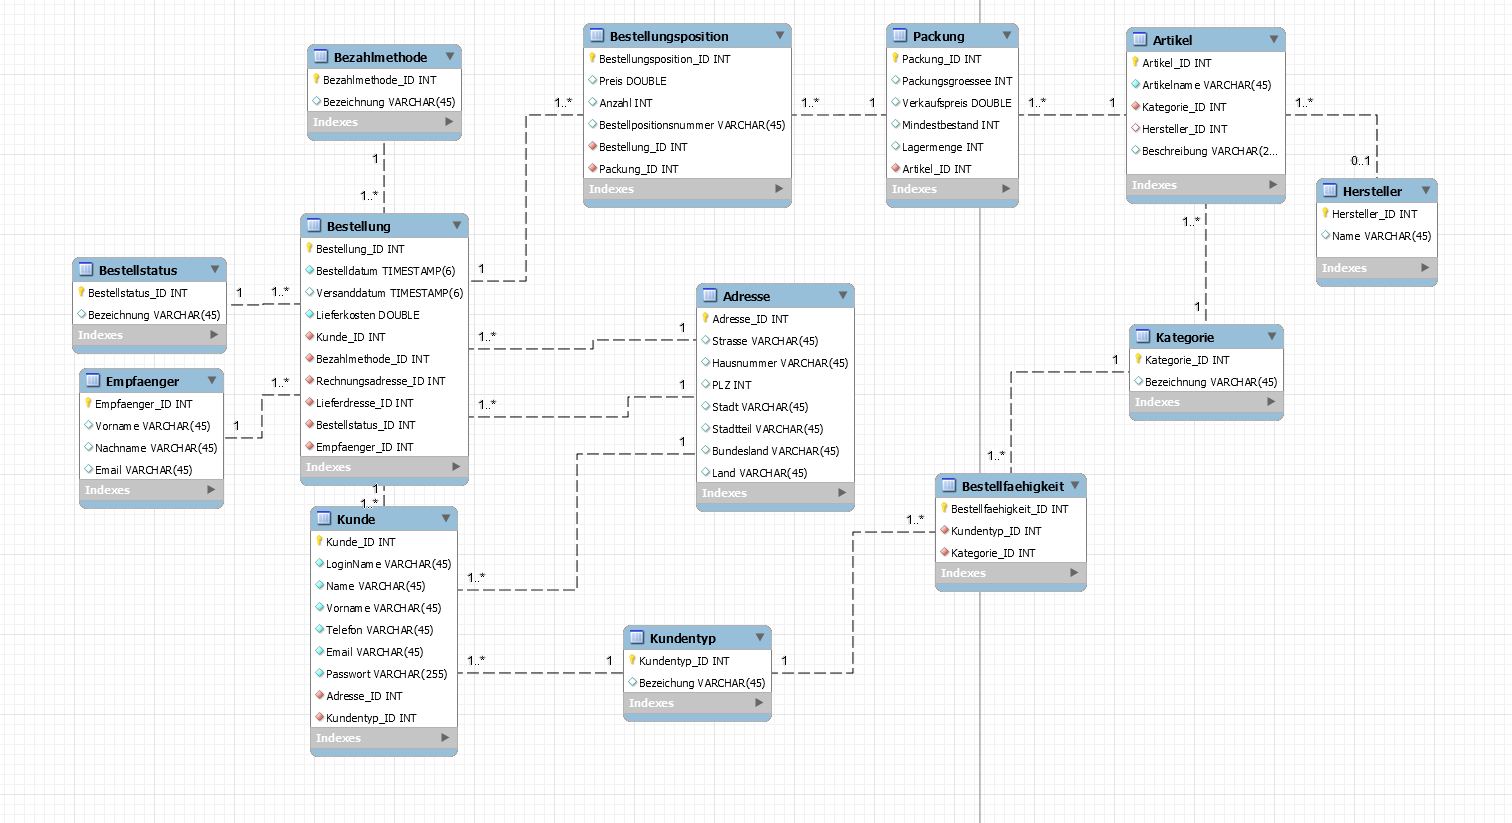 Bezahlmethode
Bezahlmethode_ID INT
Bezeichnung VARCHAR(45)
Indexes
1
1..*
Bestellungsposition
Bestellungsposition_ID INT
Preis DOUBLE
Anzahl INT
Bestellpositionsnummer VARCHAR(45)
Bestellung_ID INT
Packung_ID INT
Indexes
1..*
1..*
1
Packung
Packung_ID INT
Packungsgroessee INT
Verkaufspreis DOUBLE
Mindestbestand INT
Lagermenge INT
Artikel_ID INT
Indexes
1..*
1
Artikel
Artikel_ID INT
Artikelname VARCHAR(45)
Kategorie_ID INT
Hersteller_ID INT
Beschreibung VARCHAR(2...
Indexes
1..*
0..1
Hersteller
Hersteller_ID INT
Name VARCHAR(45)
Indexes
1..*
1
Kategorie
Kategorie_ID INT
Bezeichnung VARCHAR(45)
Indexes
1
1..*
Bestellstatus
Bestellstatus_ID INT
Bezeichnung VARCHAR(45)
Indexes
1
1..*
Bestellung
Bestellung_ID INT
Bestelldatum TIMESTAMP(6)
Versanddatum TIMESTAMP(6)
Lieferkosten DOUBLE
Kunde_ID INT
Bezahlmethode_ID INT
Rechnungsadresse_ID INT
Lieferdresse_ID INT
Bestellstatus_ID INT
Empfaenger_ID INT
Indexes
1
1..*
1
1..*
1
Adresse
Adresse_ID INT
Strasse VARCHAR(45)
Hausnummer VARCHAR(45)
PLZ INT
Stadt VARCHAR(45)
Stadtteil VARCHAR(45)
Bundesland VARCHAR(45)
Land VARCHAR(45)
Indexes
1
Empfaenger
Empfaenger_ID INT
Vorname VARCHAR(45)
Nachname VARCHAR(45)
Email VARCHAR(45)
Indexes
1
1..*
1
1..*
Kunde
Kunde_ID INT
LoginName VARCHAR(45)
Name VARCHAR(45)
Vorname VARCHAR(45)
Telefon VARCHAR(45)
Email VARCHAR(45)
Passwort VARCHAR(255)
Adresse_ID INT
Kundentyp_ID INT
Indexes
1..*
1..*
1
Kundentyp
Kundentyp_ID INT
Bezeichung VARCHAR(45)
Indexes
1
1..*
Bestellfaehigkeit
Bestellfaehigkeit_ID INT
Kundentyp_ID INT
Kategorie_ID INT
Indexes